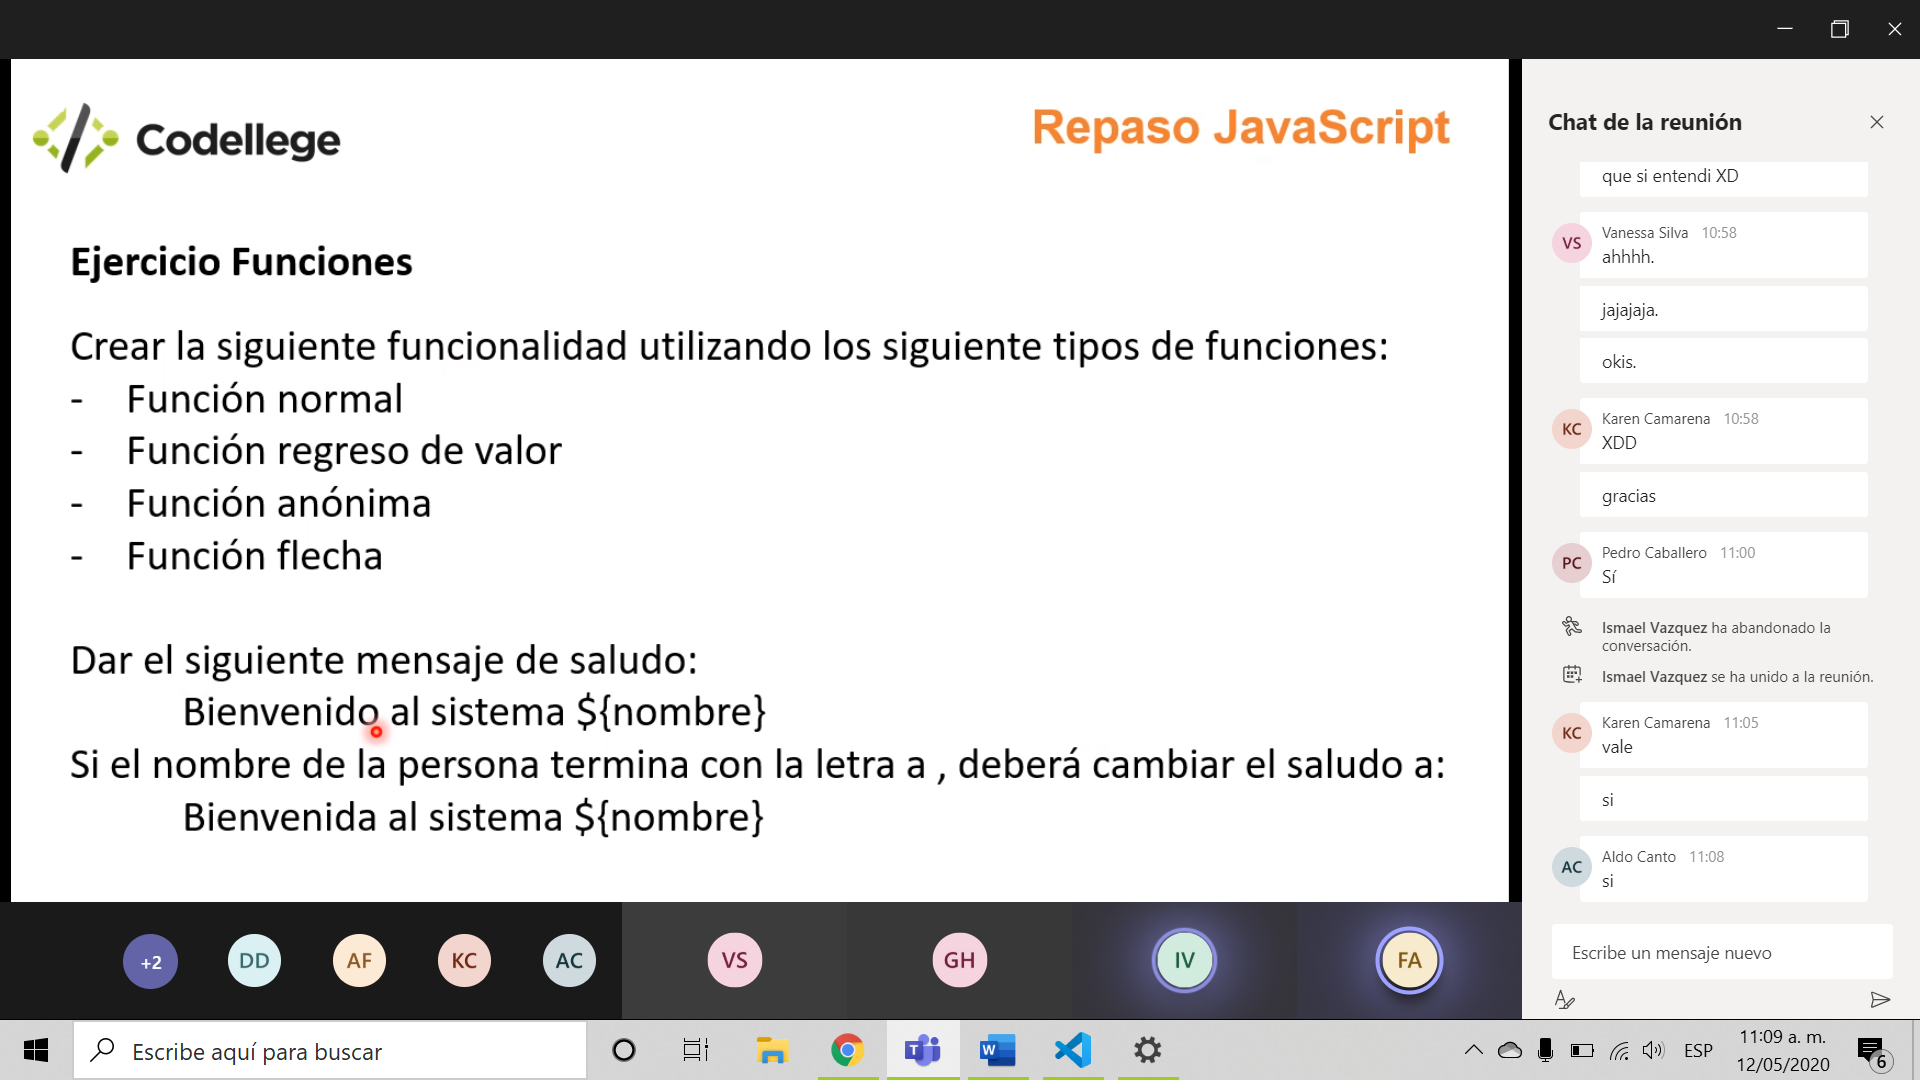 Codellege
Repaso JavaScript
Ejercicio Funciones
Crear la siguiente funcionalidad utilizando los siguiente tipos de funciones:
- Función normal
- Función regreso de valor
- Función anónima
- Función flecha
Dar el siguiente mensaje de saludo:
Bienvenido al sistema ${nombre}
Si el nombre de la persona termina con la letra a , deberá cambiar el saludo a:
Bienvenida al sistema ${nombre}
+2
DD
AF
KC
AC
VS
GH
IV
FA
Chat de la reunión
que si entendi XD
VS
Vanessa Silva 10:58
ahhhh.
jajajaja.
okis.
KC
Karen Camarena 10:58
XDD
gracias
PC
Pedro Caballero 11:00
Sí
Ismael Vazquez ha abandonado la
conversación.
Ismael Vazquez se ha unido a la reunión.
KC
Karen Camarena 11:05
vale
si
AC
Aldo Canto 11:08
si
Escribe un mensaje nuevo
Escribe aquí para buscar
ESP
11:09 a. m.
12/05/2020
6